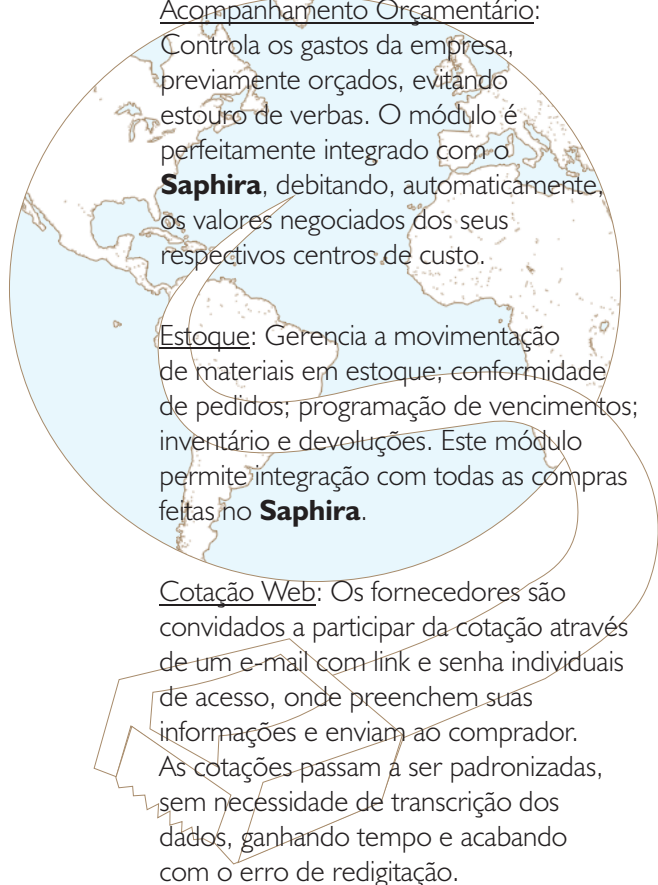 Acompanhamento Orçamentário:
Controla os gastos da empresa,
previamente orçados, evitando
estouro de verbas. O módulo é
perfeitamente integrado com o
Saphira, debitando, automaticamente,
os valores negociados dos seus
respectivos centros de custo.
Estoque: Gerencia a movimentação
de materiais em estoque; conformidade
de pedidos; programação de vencimentos;
inventário e devoluções. Este módulo
permite integração com todas as compras
feitas no Saphira.
Cotação Web: Os fornecedores são
convidados a participar da cotação através
de um e-mail com link e senha individuais
de acesso, onde preenchem suas
informações e enviam ao comprador.
As cotações passam a ser padronizadas,
sem necessidade de transcrição dos
dados, ganhando tempo e acabando
com o erro de redigitação.